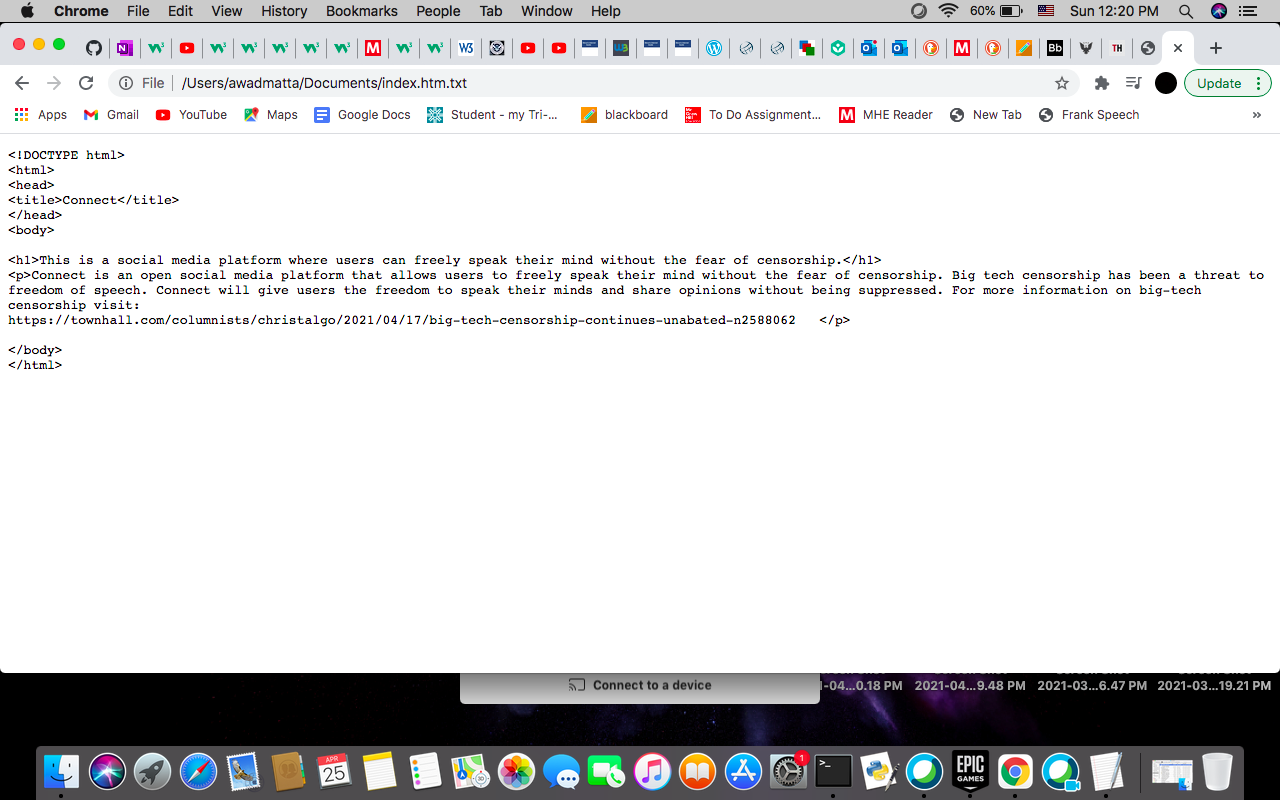 Chrome File Edit View History Bookmarks People Tab Window Help 60% Sun 12:20 PM
W3 W3 Bb TH
File /Users/awadmatta/Documents/index.htm.txt Update
Apps Gmail YouTube Maps Google Docs Student - my Tri-... blackboard To Do Assignment... MHE Reader New Tab Frank Speech »
<!DOCTYPE html>
<html>
<head>
<title>Connect</title>
</head>
<body>
<h1>This is a social media platform where users can freely speak their mind without the fear of censorship.</h1>
<p>Connect is an open social media platform that allows users to freely speak their mind without the fear of censorship. Big tech censorship has been a threat to
freedom of speech. Connect will give users the freedom to speak their minds and share opinions without being suppressed. For more information on big-tech
censorship visit:
https://townhall.com/columnists/christalgo/2021/04/17/big-tech-censorship-continues-unabated-n2588062   </p>
</body>
</html>
Connect to a device
1-04...0.18 PM 2021-04...9.48 PM 2021-03...6.47 PM 2021-03...19.21 PM
APR
25
1
EPIC
GAMES